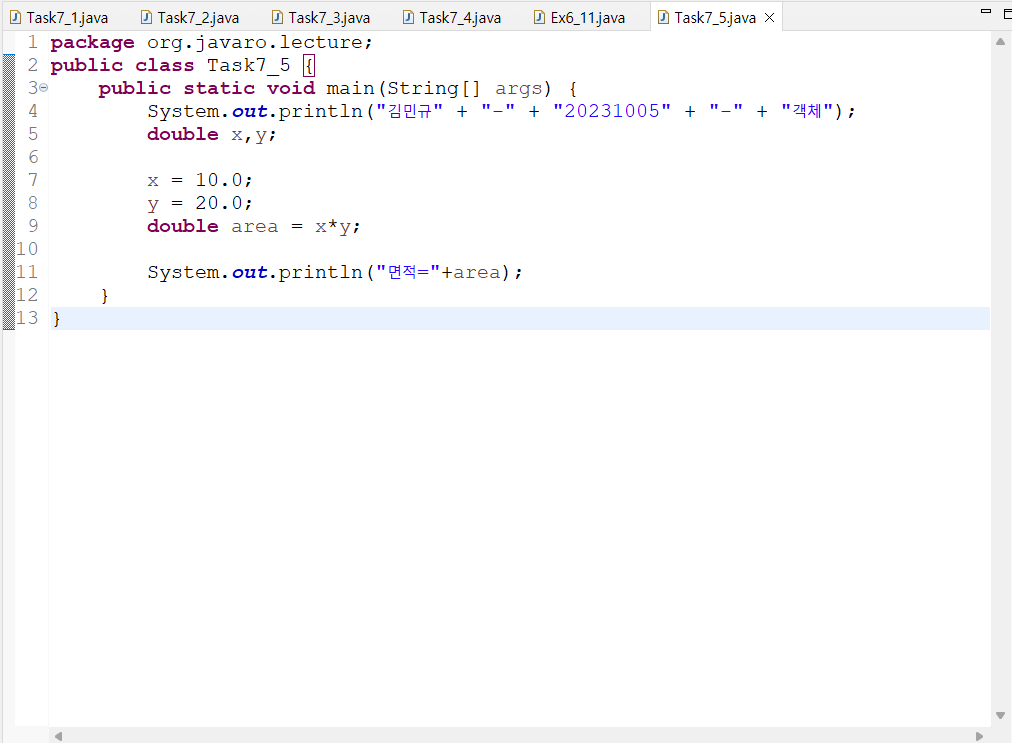 Task7_1.java Task7_2.java Task7_3.java Task7_4.java Ex6_11.java Task7_5.java
1 package org.javaro.lecture;
2 public class Task7_5 {
3 public static void main(String[] args) {
4 System.out.println("김민규" + "-" + "20231005" + "-" + "객체");
5 double x,y;
6
7 x = 10.0;
8 y = 20.0;
9 double area = x*y;
10
11 System.out.println("면적="+area);
12 }
13 }